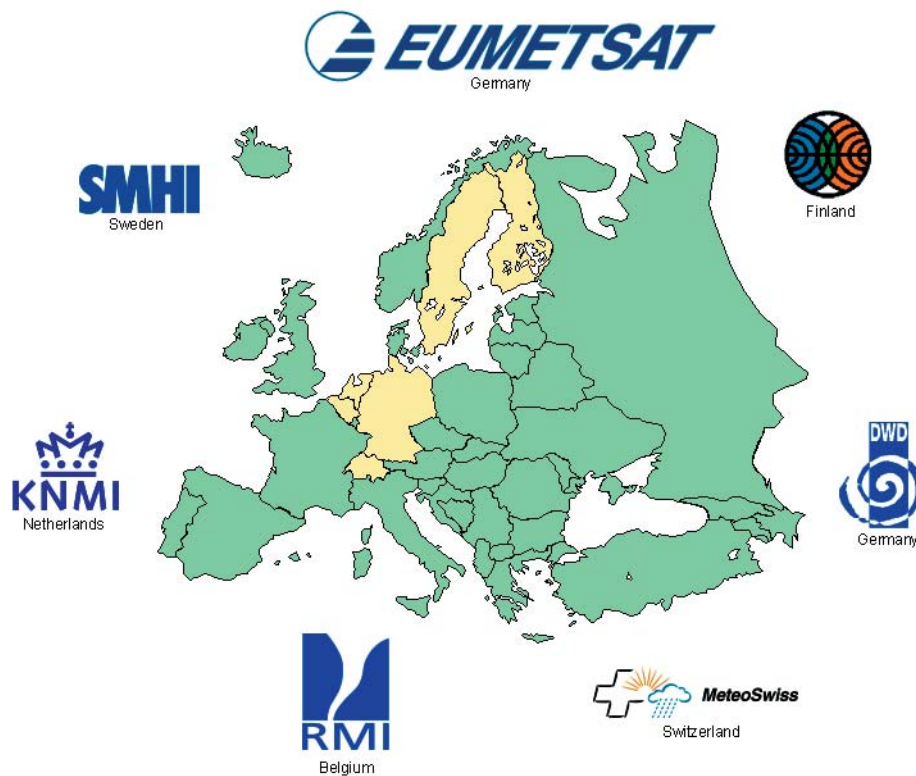 EUMETSAT
Germany
SMHI
Sweden
Finland
KNMI
Netherlands
DWD
Germany
RMI
Belgium
MeteoSwiss
Switzerland